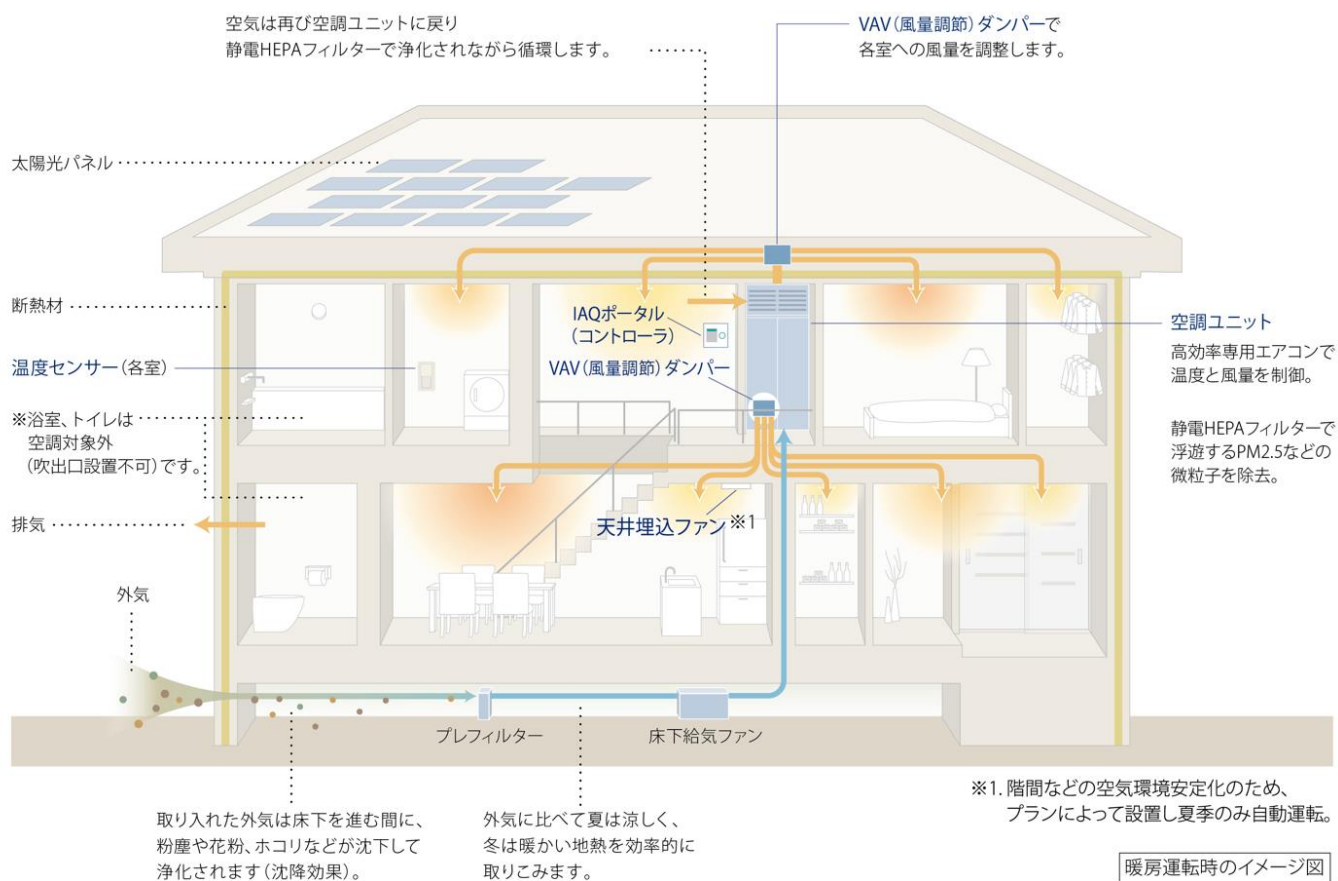 空気は再び空調ユニットに戻り
静電HEPAフィルターで浄化されながら循環します。
VAV(風量調節)ダンパーで
各室への風量を調整します。
太陽光パネル
断熱材
温度センサー(各室)
※浴室、トイレは
空調対象外
(吹出口設置不可)です。
排気
外気
IAQポータル
(コントローラ)
VAV(風量調節)ダンパー
天井埋込ファン※1
空調ユニット
高効率専用エアコンで
温度と風量を制御。
静電HEPAフィルターで
浮遊するPM2.5などの
微粒子を除去。
プレフィルター
床下給気ファン
取り入れた外気は床下を進む間に、
粉塵や花粉、ホコリなどが沈下して
浄化されます(沈降効果)。
外気に比べて夏は涼しく、
冬は暖かい地熱を効率的に
取りこみます。
※1. 階間などの空気環境安定化のため、
プランによって設置し夏季のみ自動運転。
暖房運転時のイメージ図